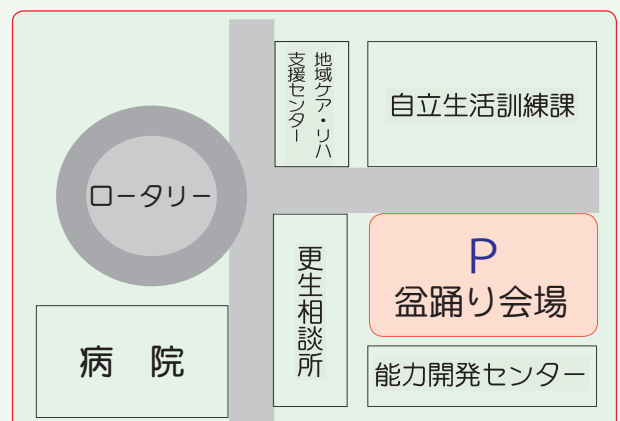 地域ケア・リハ
支援センター
自立生活訓練課
ロータリー
更生相談所
P
盆踊り会場
病 院
能力開発センター